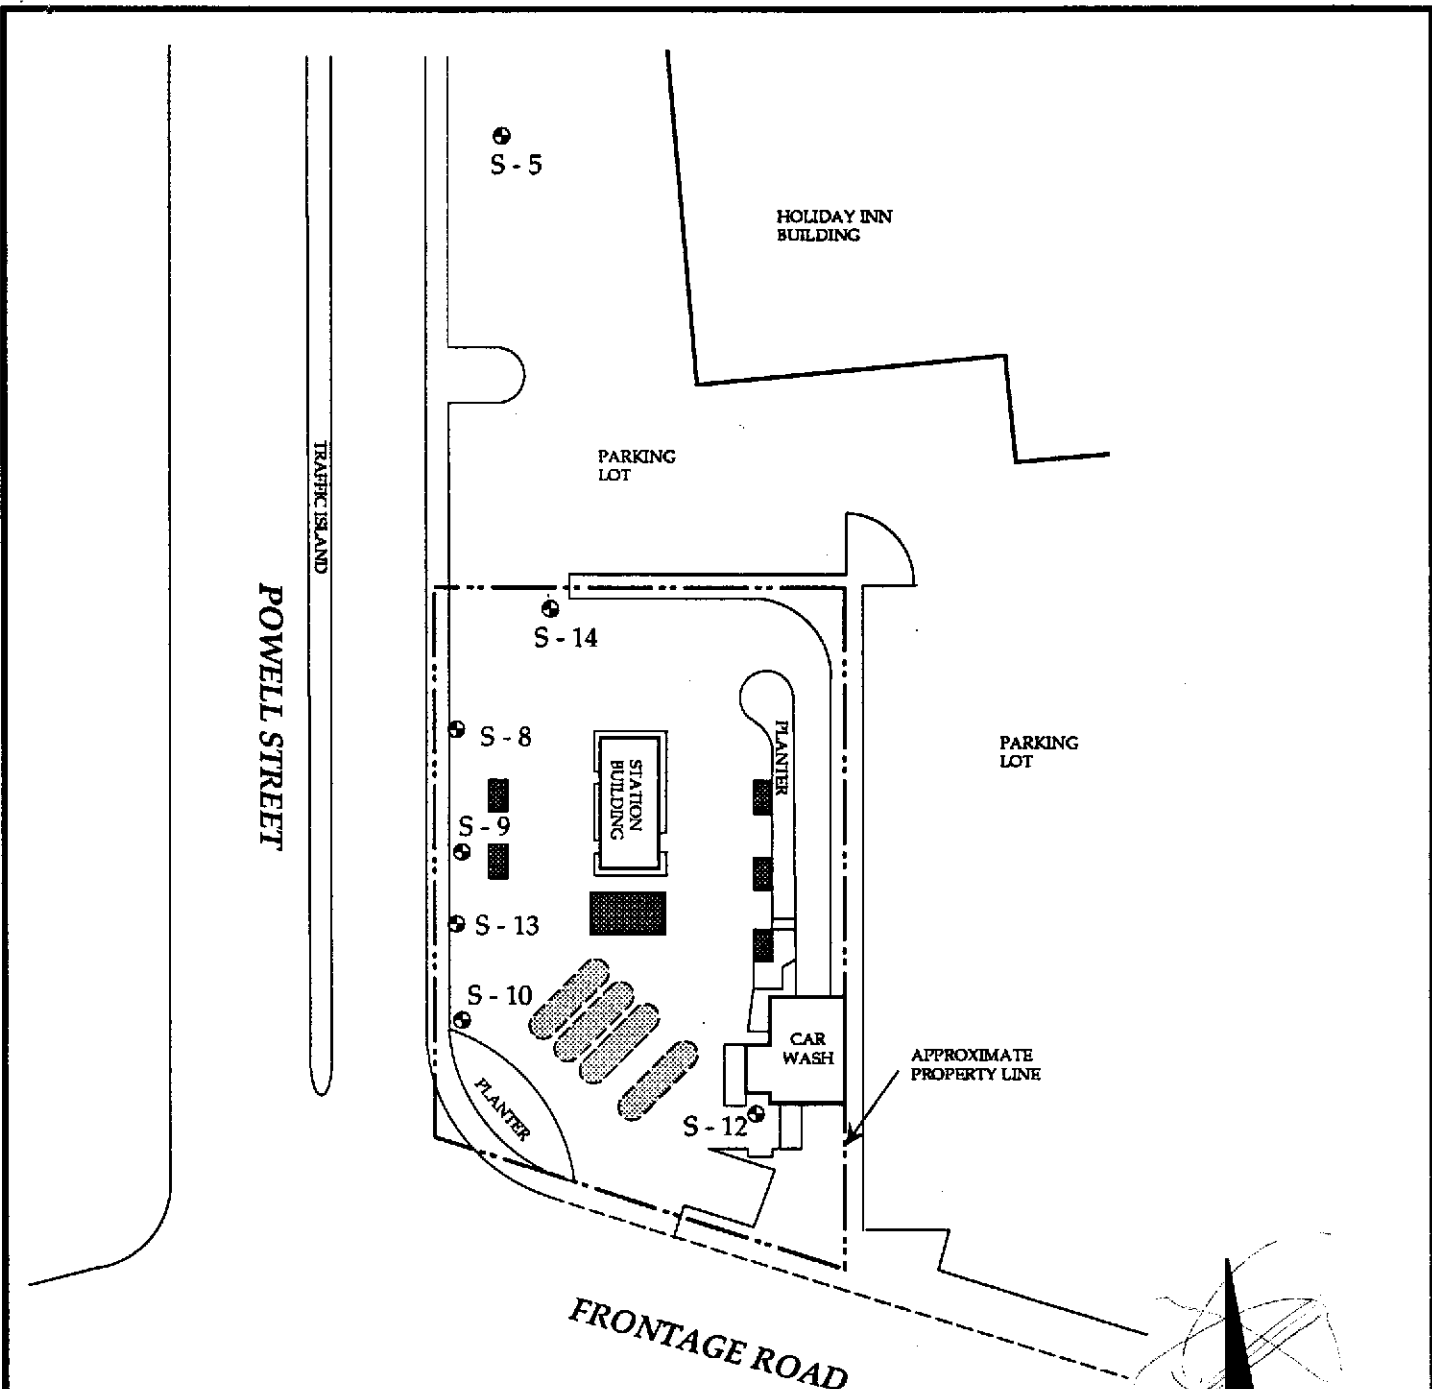 S - 5
HOLIDAY INN
BUILDING
TRAFFIC ISLAND
PARKING
LOT
POWELL STREET
S - 14
S - 8
STATION
BUILDING
PLANTER
PARKING
LOT
S - 9
S - 13
S - 10
CAR
WASH
APPROXIMATE
PROPERTY LINE
PLANTER
S - 12
FRONTAGE ROAD